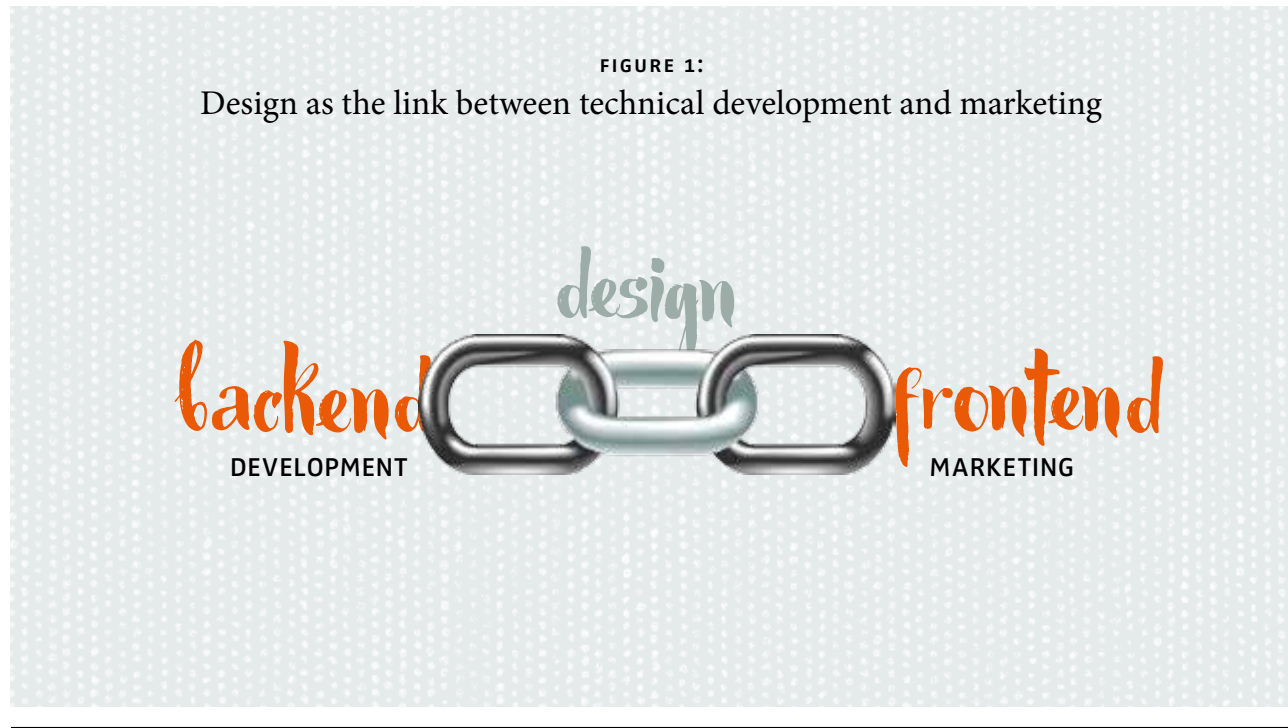 FIGURE 1:
Design as the link between technical development and marketing
design
backend
DEVELOPMENT
frontend
MARKETING